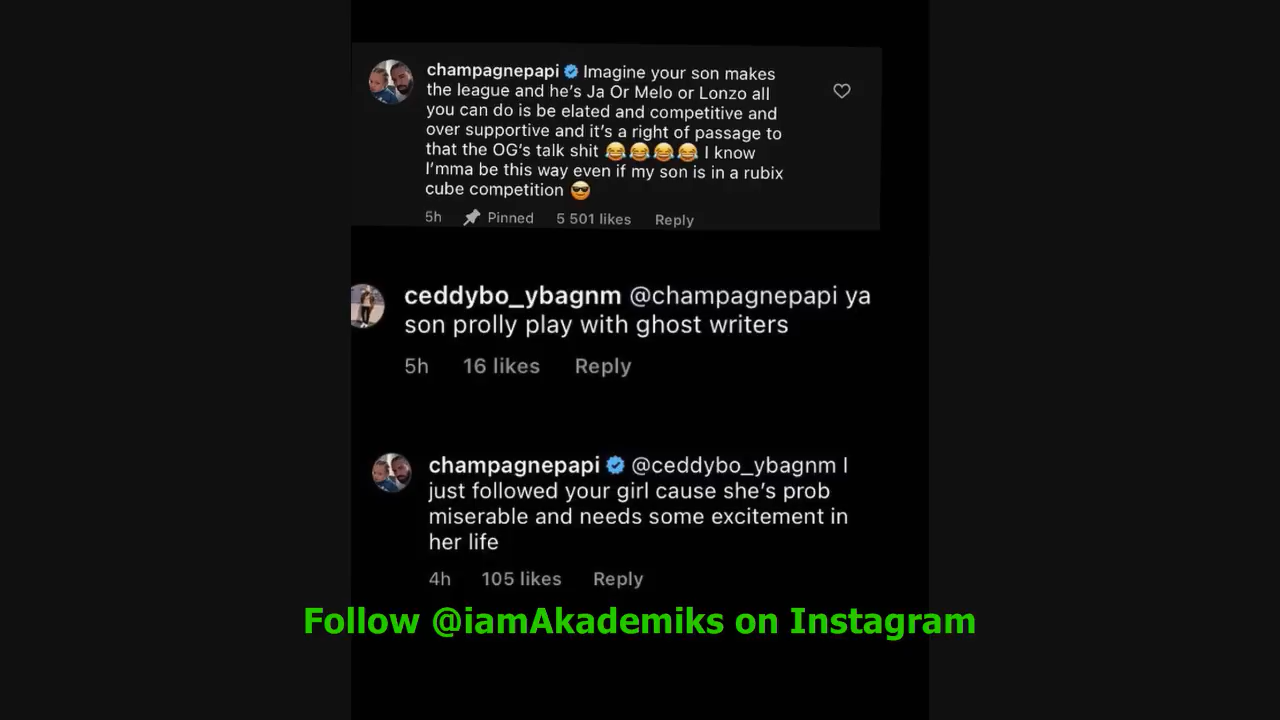 champagnepapi Imagine your son makes
the league and he's Ja Or Melo or Lonzo all
you can do is be elated and competitive and
over supportive and it's a right of passage to
that the OG's talk shit 😂😂😂😂 I know
I'mma be this way even if my son is in a rubix
cube competition 😎
5h Pinned 5 501 likes Reply
ceddybo_ybagnm @champagnepapi ya
son prolly play with ghost writers
5h 16 likes Reply
champagnepapi @ceddybo_ybagnm I
just followed your girl cause she's prob
miserable and needs some excitement in
her life
4h 105 likes Reply
Follow @iamAkademiks on Instagram